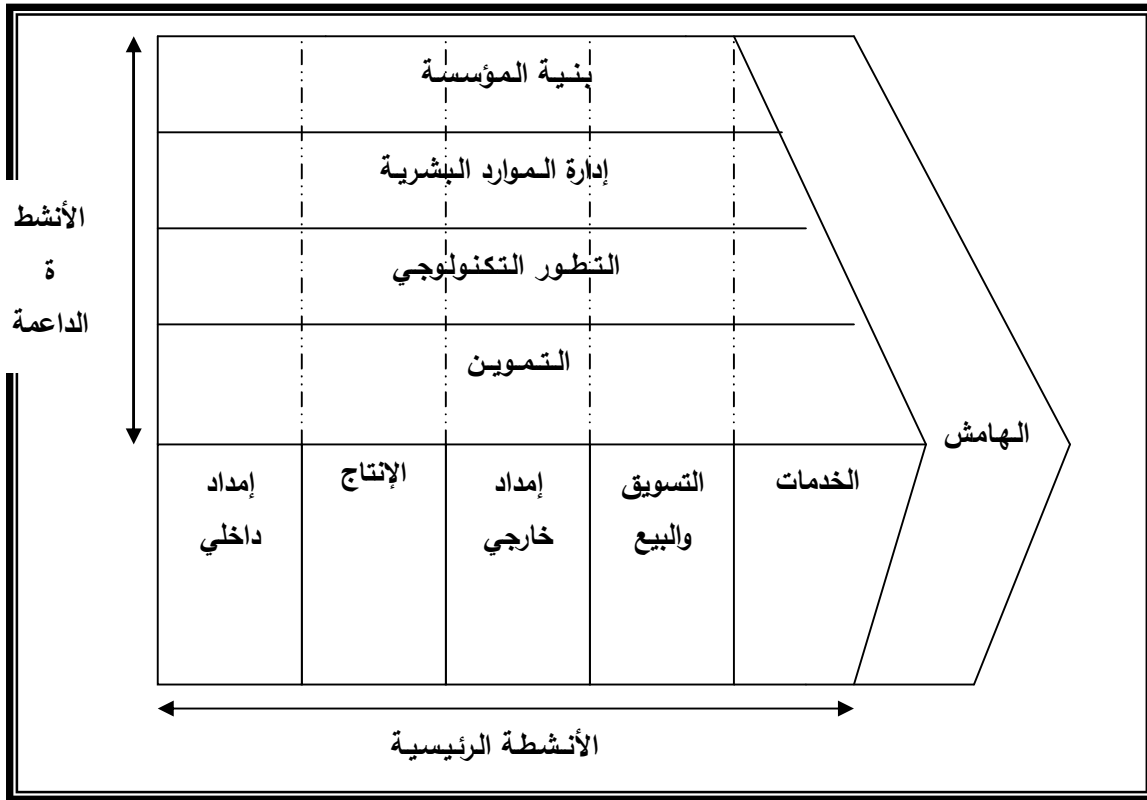 بنية المؤسسة
إدارة الموارد البشرية
التطور التكنولوجي
التموين
الأنشط
ة
الداعمة
الهامش
إمداد
داخلي
الإنتاج
إمداد
خارجي
التسويق
والبيع
الخدمات
الأنشطة الرئيسية